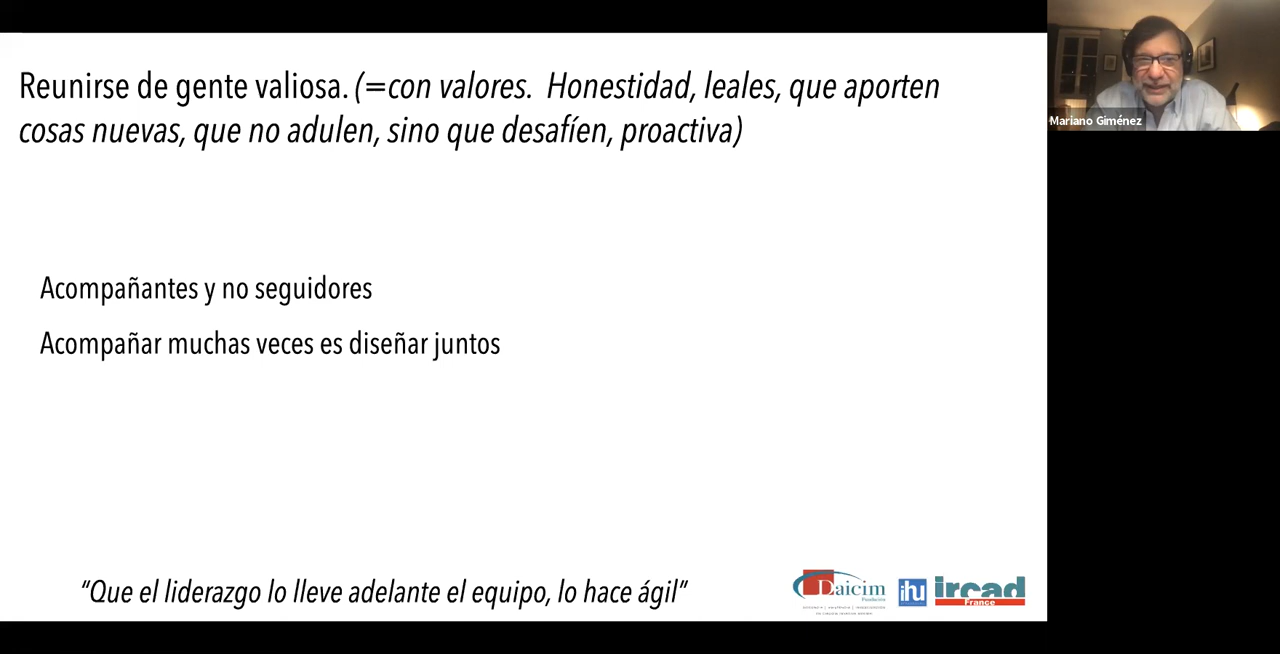 Reunirse de gente valiosa. (=con valores. Honestidad, leales, que aporten
cosas nuevas, que no adulen, sino que desafíen, proactiva)
Mariano Giménez
Acompañantes y no seguidores
Acompañar muchas veces es diseñar juntos
“Que el liderazgo lo lleve adelante el equipo, lo hace ágil”
Daicim
Fundación
ihu
ircad
France